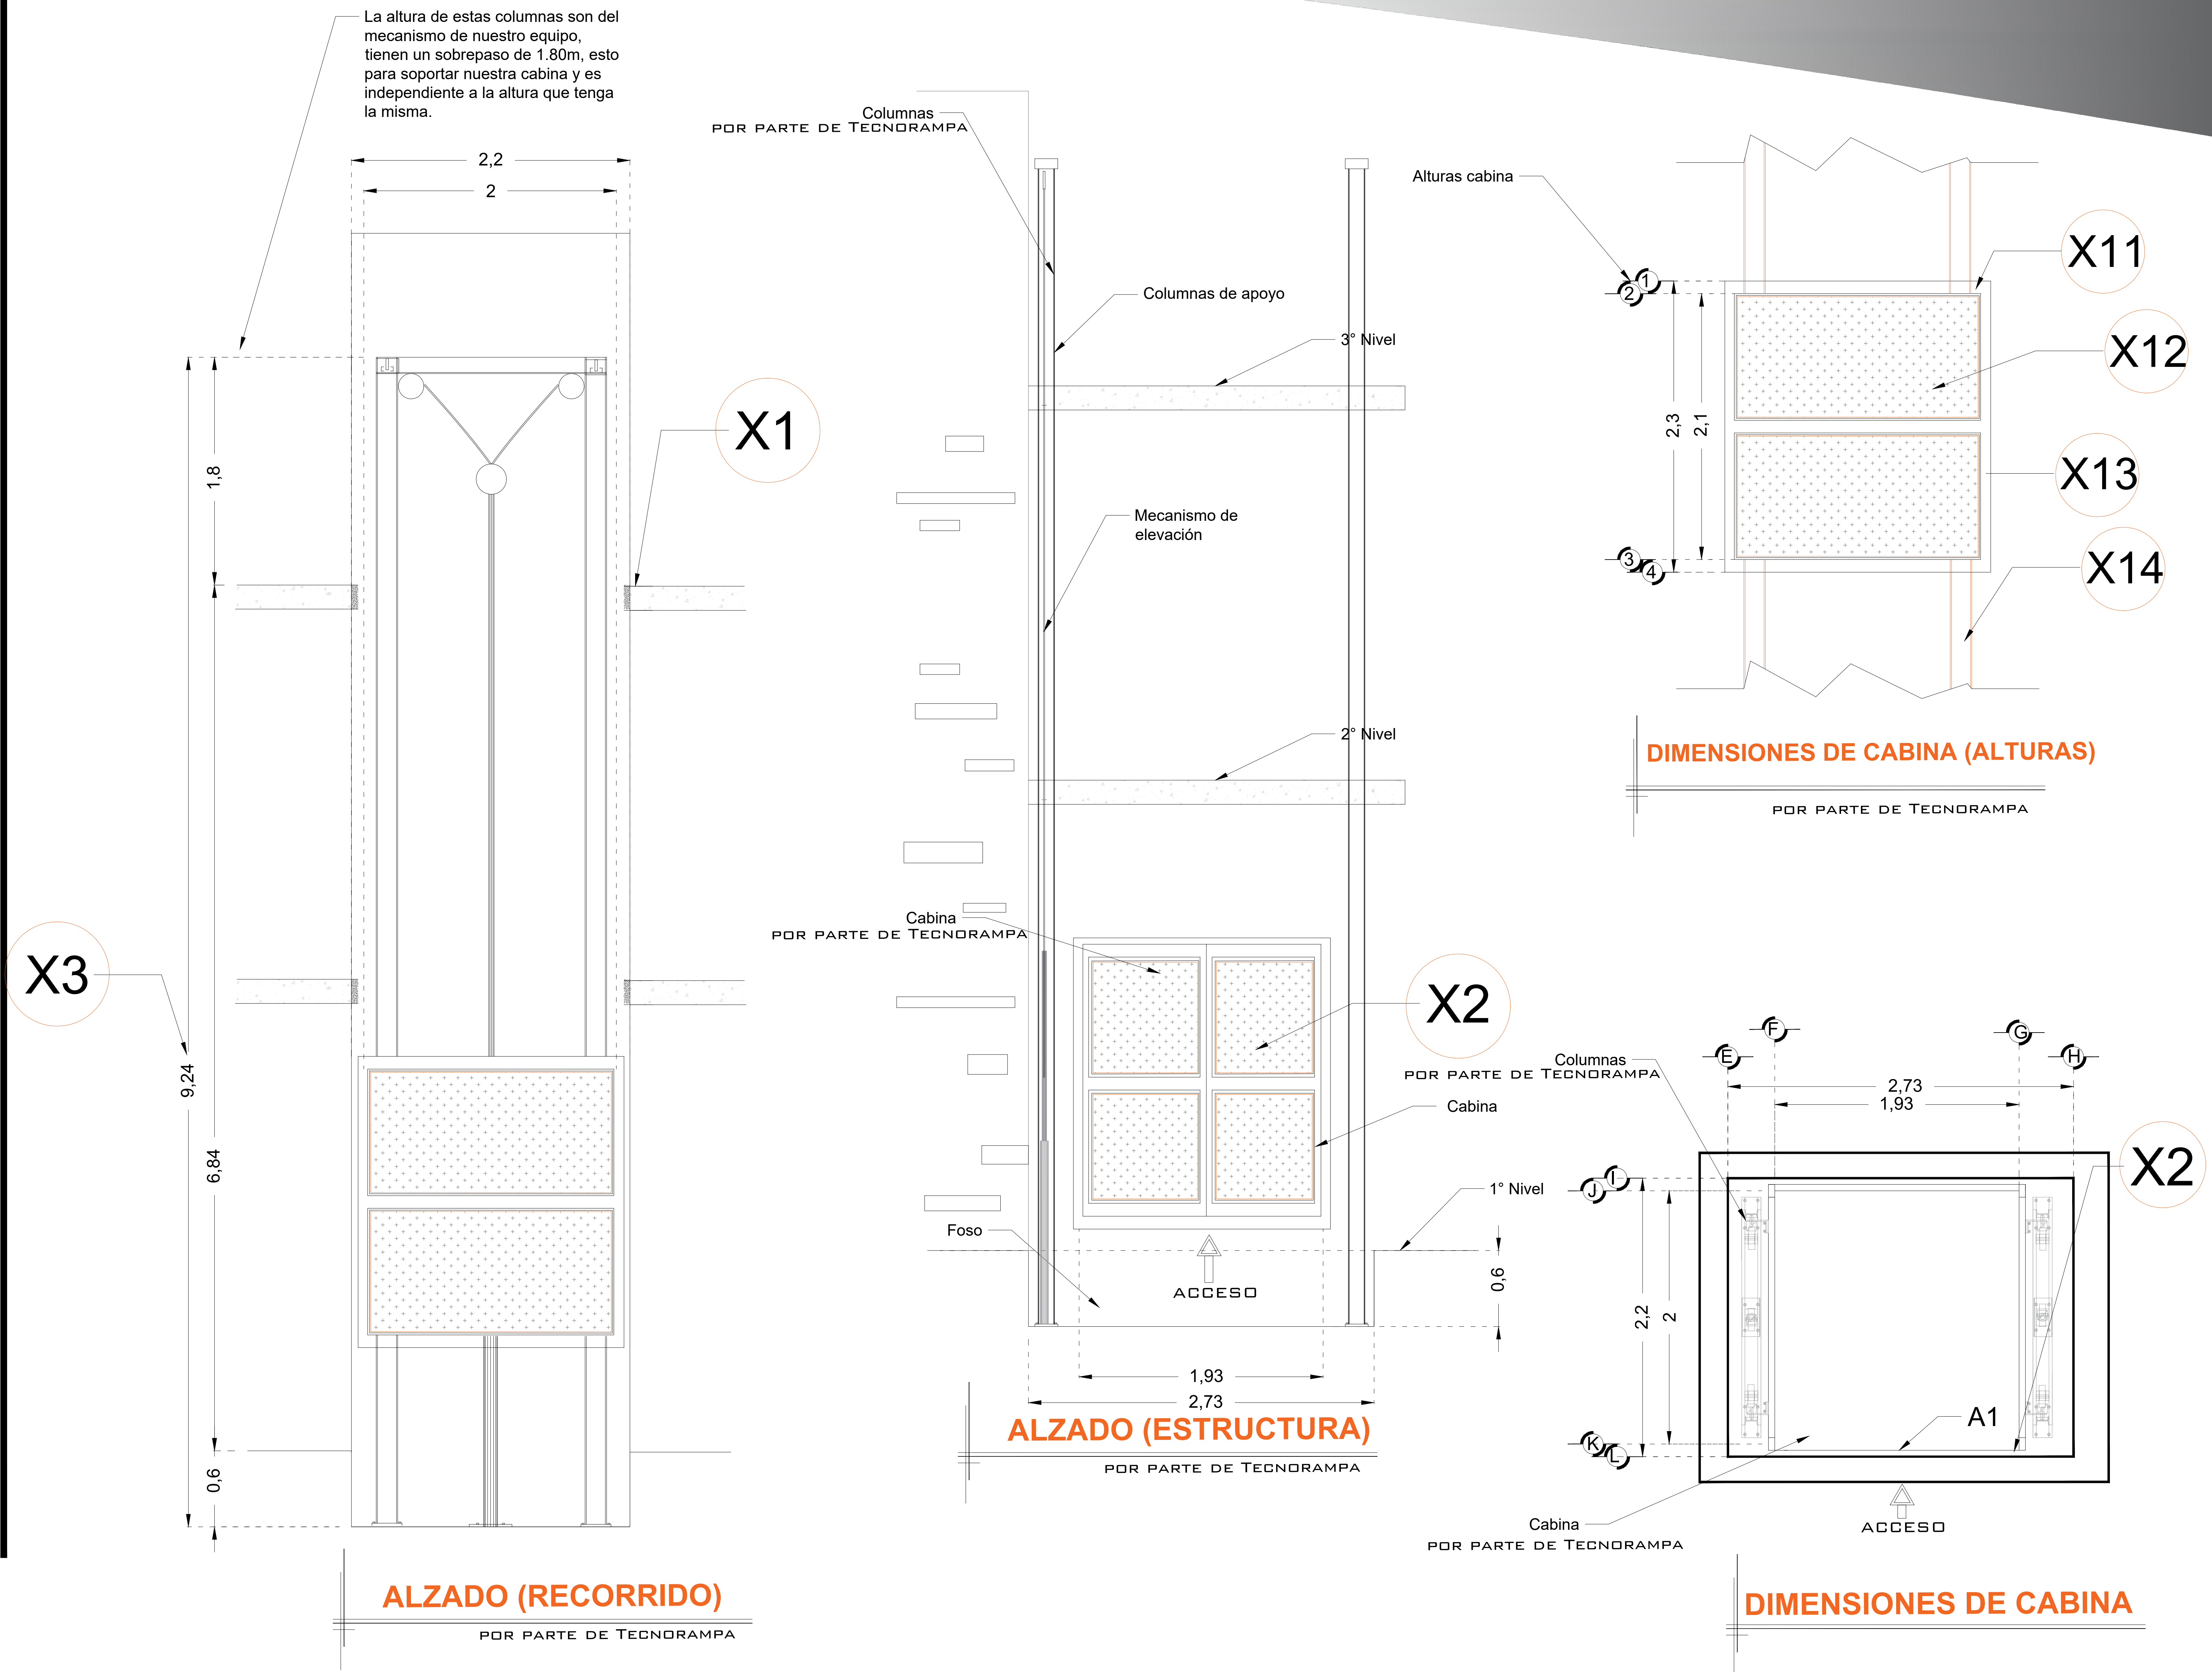 La altura de estas columnas son del
mecanismo de nuestro equipo,
tienen un sobrepaso de 1.80m, esto
para soportar nuestra cabina y es
independiente a la altura que tenga
la misma.
2,2
2
1,8
X1
X3
9,24
6,84
0,6
ALZADO (RECORRIDO)
POR PARTE DE TECNORAMPA
Columnas
POR PARTE DE TECNORAMPA
Columnas de apoyo
3° Nivel
Mecanismo de
elevación
2° Nivel
Cabina
POR PARTE DE TECNORAMPA
X2
Cabina
1° Nivel
Foso
ACCESO
0,6
1,93
2,73
ALZADO (ESTRUCTURA)
POR PARTE DE TECNORAMPA
Alturas cabina
1
2
2,3
2,1
3
4
X11
X12
X13
X14
DIMENSIONES DE CABINA (ALTURAS)
POR PARTE DE TECNORAMPA
F
G
E
H
Columnas
POR PARTE DE TECNORAMPA
2,73
1,93
X2
I
J
2,2
2
K
L
A1
Cabina
POR PARTE DE TECNORAMPA
ACCESO
DIMENSIONES DE CABINA